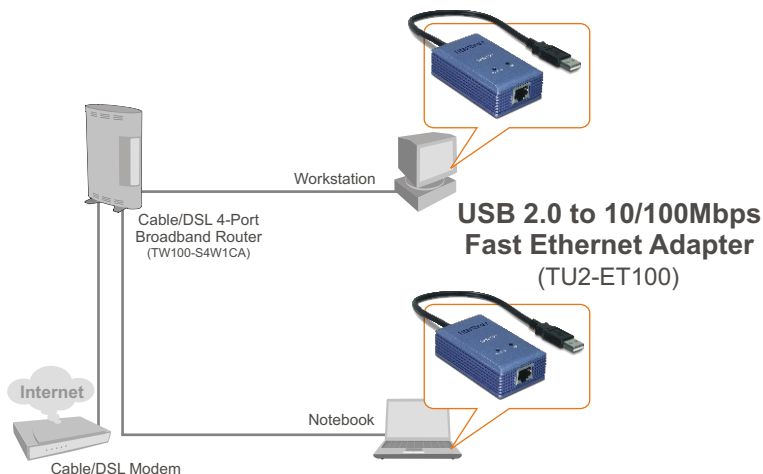 Workstation
Cable/DSL 4-Port
Broadband Router
(TW100-S4W1CA)
USB 2.0 to 10/100Mbps
Fast Ethernet Adapter
(TU2-ET100)
Internet
Notebook
Cable/DSL Modem